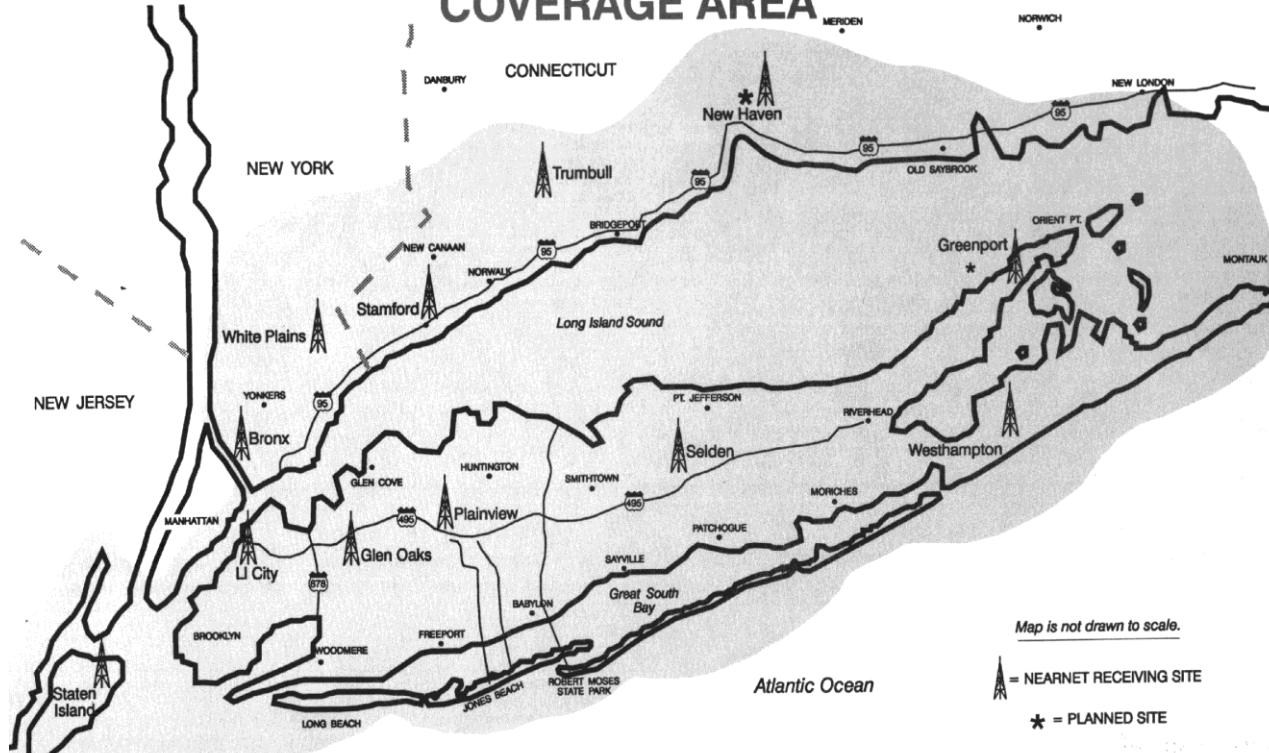 COVERAGE AREA
MERIDEN
NORWICH
CONNECTICUT
DANBURY
NEW LONDON
New Haven
95
95
OLD SAYBROOK
NEW YORK
Trumbull
95
BRIDGEPORT
ORIENT PT.
NEW CANAAN
95
Greenport
MONTAUK
NORWALK
Stamford
White Plains
Long Island Sound
NEW JERSEY
YONKERS
95
PT. JEFFERSON
RIVERHEAD
Bronx
Selden
Westhampton
HUNTINGTON
GLEN COVE
SMITHTOWN
MORICHES
495
Plainview
495
MANHATTAN
PATCHOGUE
Glen Oaks
LI City
SAYVILLE
678
Great South
Bay
BABYLON
BROOKLYN
FREEPORT
WOODMERE
Map is not drawn to scale.
= NEARNET RECEIVING SITE
Staten
Island
JONES BEACH
ROBERT MOSES
STATE PARK
Atlantic Ocean
LONG BEACH
* = PLANNED SITE